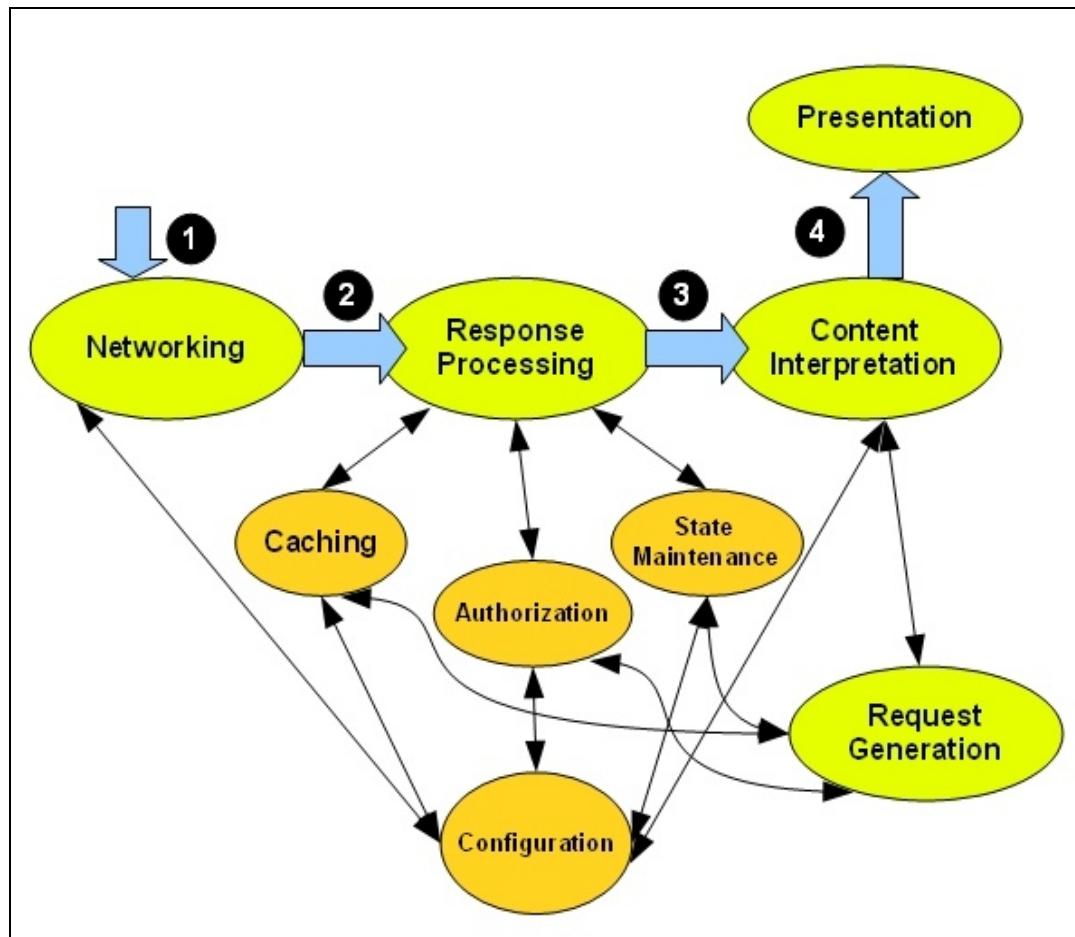 Presentation
1
4
2
3
Networking
Response
Processing
Content
Interpretation
Caching
State
Maintenance
Authorization
Request
Generation
Configuration